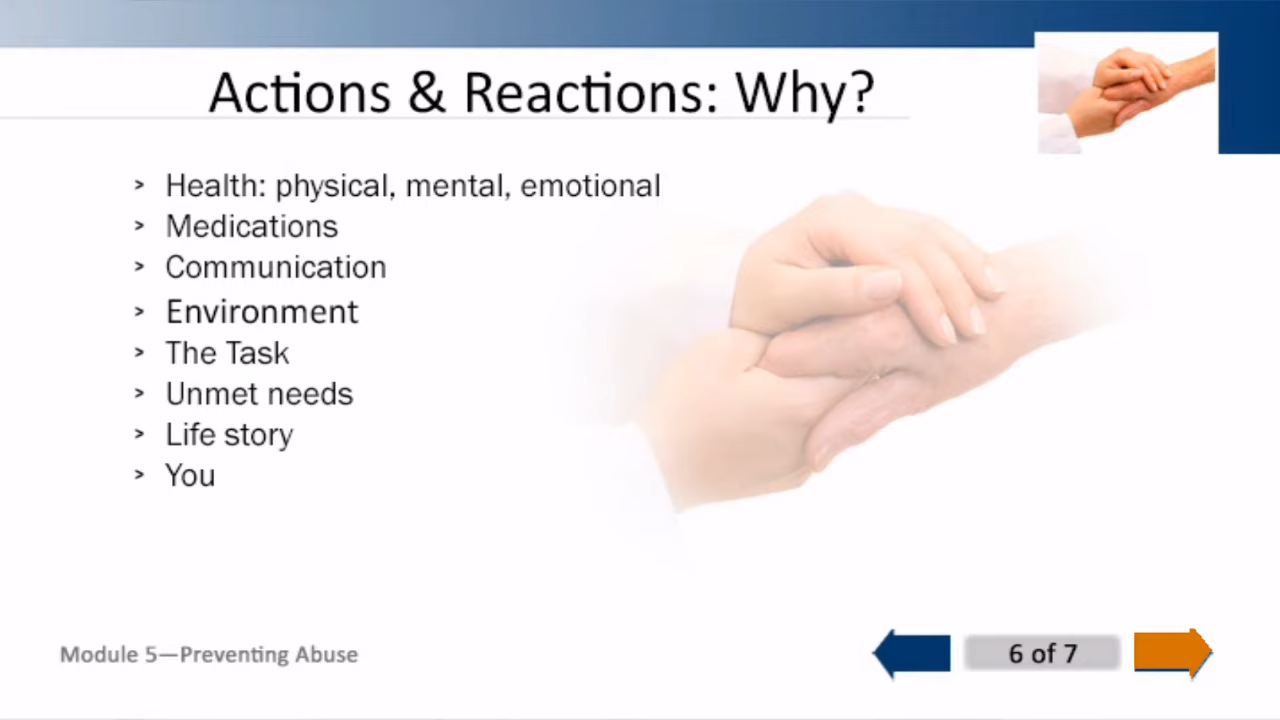 Actions & Reactions: Why?
> Health: physical, mental, emotional
> Medications
> Communication
> Environment
> The Task
> Unmet needs
> Life story
> You
Module 5—Preventing Abuse
6 of 7